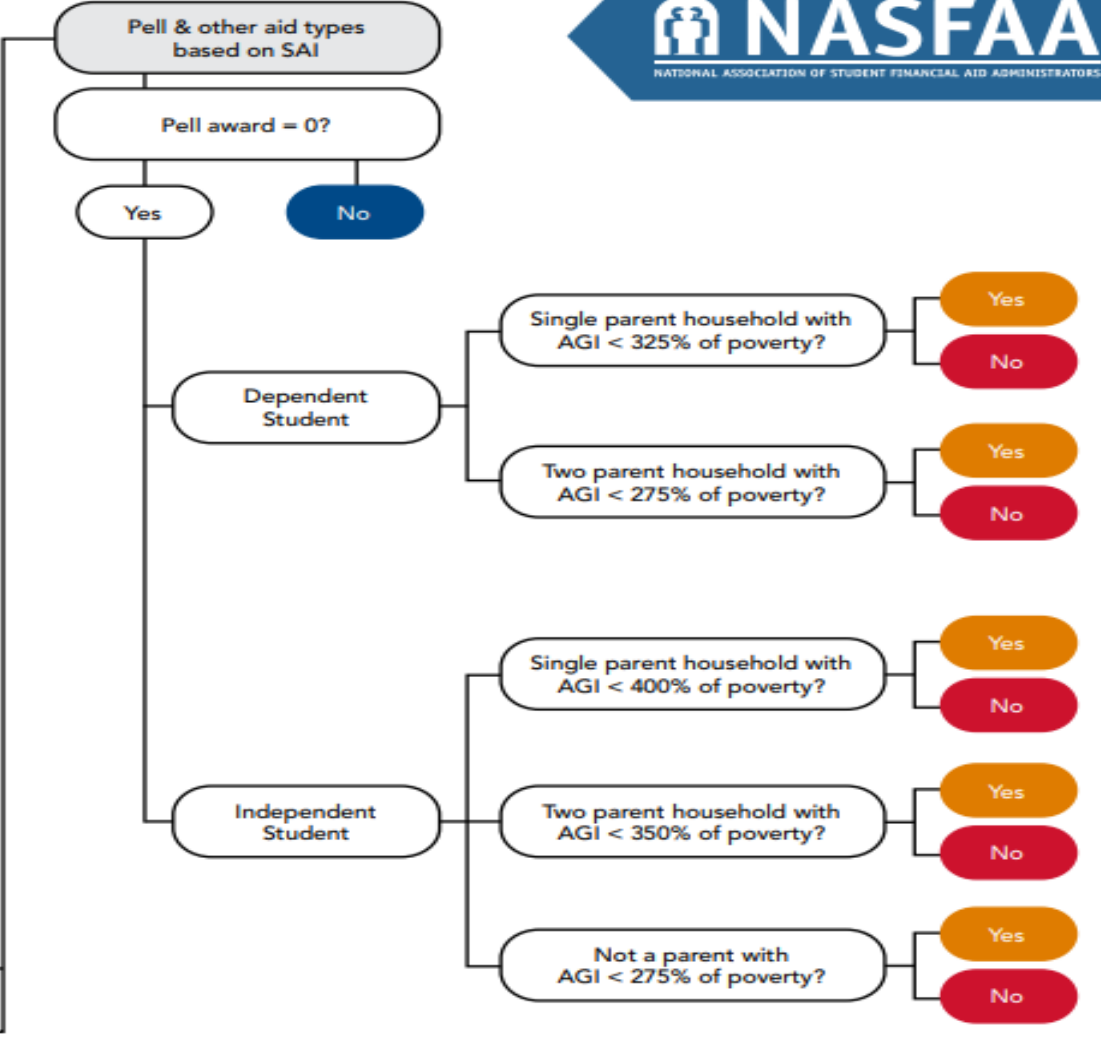 Pell & other aid types
based on SAI
NASFAA
NATIONAL ASSOCIATION OF STUDENT FINANCIAL AID ADMINISTRATORS
Pell award = 0?
Yes
No
Dependent
Student
Single parent household with
AGI < 325% of poverty?
Yes
No
Two parent household with
AGI < 275% of poverty?
Yes
No
Independent
Student
Single parent household with
AGI < 400% of poverty?
Yes
No
Two parent household with
AGI < 350% of poverty?
Yes
No
Not a parent with
AGI < 275% of poverty?
Yes
No